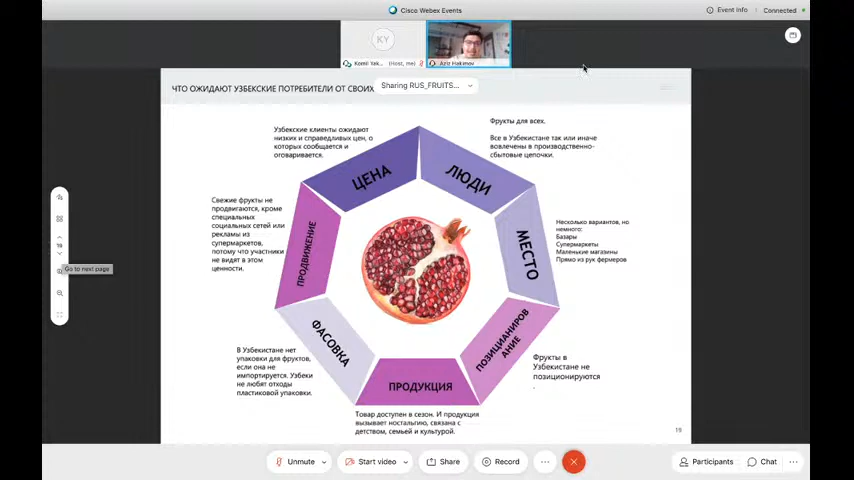 Cisco Webex Events
Event info
Connected
KY
Komil Yak... (Host, me)
Aziz Hakimov
ЧТО ОЖИДАЮТ УЗБЕКСКИЕ ПОТРЕБИТЕЛИ ОТ СВОИХ
Sharing RUS_FRUITS...
Узбекские клиенты ожидают
низких и справедливых цен, о
которых сообщается и
оговаривается.
Фрукты для всех.
Все в Узбекистане так или иначе
вовлечены в производственно-
сбытовые цепочки.
ЦЕНА
ЛЮДИ
Свежие фрукты не
продвигаются, кроме
специальных
социальных сетей или
рекламы из
супермаркетов,
потому что участники
не видят в этом
ценности.
ПРОДВИЖЕНИЕ
МЕСТО
Несколько вариантов, но
немного:
Базары
Супермаркеты
Маленькие магазины
Прямо из рук фермеров
Go to next page
ФАСОВКА
ПОЗИЦИАНИРОВ
АНИЕ
В Узбекистане нет
упаковки для фруктов,
если она не
импортируется. Узбеки
не любят отходы
пластиковой упаковки.
Фрукты в
Узбекистане не
позиционируются
.
ПРОДУКЦИЯ
Товар доступен в сезон. И продукция
вызывает ностальгию, связана с
детством, семьей и культурой.
19
Unmute
Start video
Share
Record
Participants
Chat